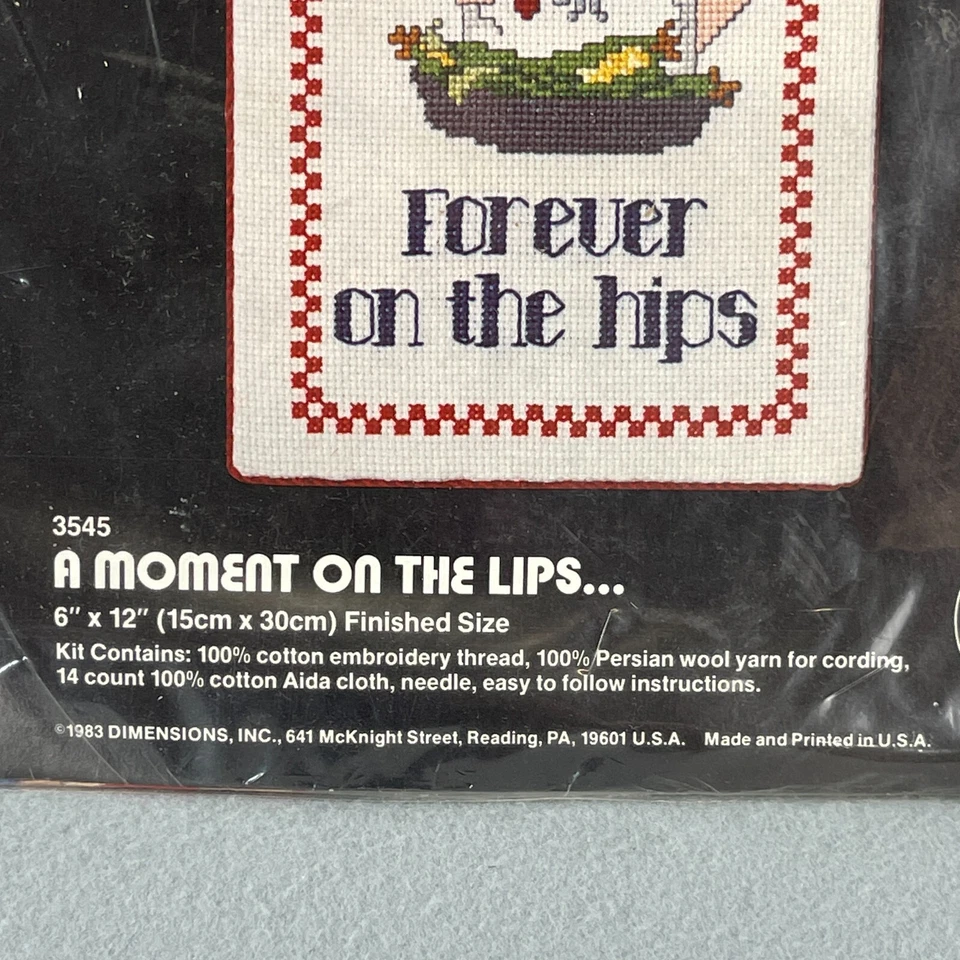 Forever
on the hips
3545
A MOMENT ON THE LIPS...
6" x 12" (15cm x 30cm) Finished Size
Kit Contains: 100% cotton embroidery thread, 100% Persian wool yarn for cording,
14 count 100% cotton Aida cloth, needle, easy to follow instructions.
©1983 DIMENSIONS, INC., 641 McKnight Street, Reading, PA, 19601 U.S.A. Made and Printed in U.S.A.